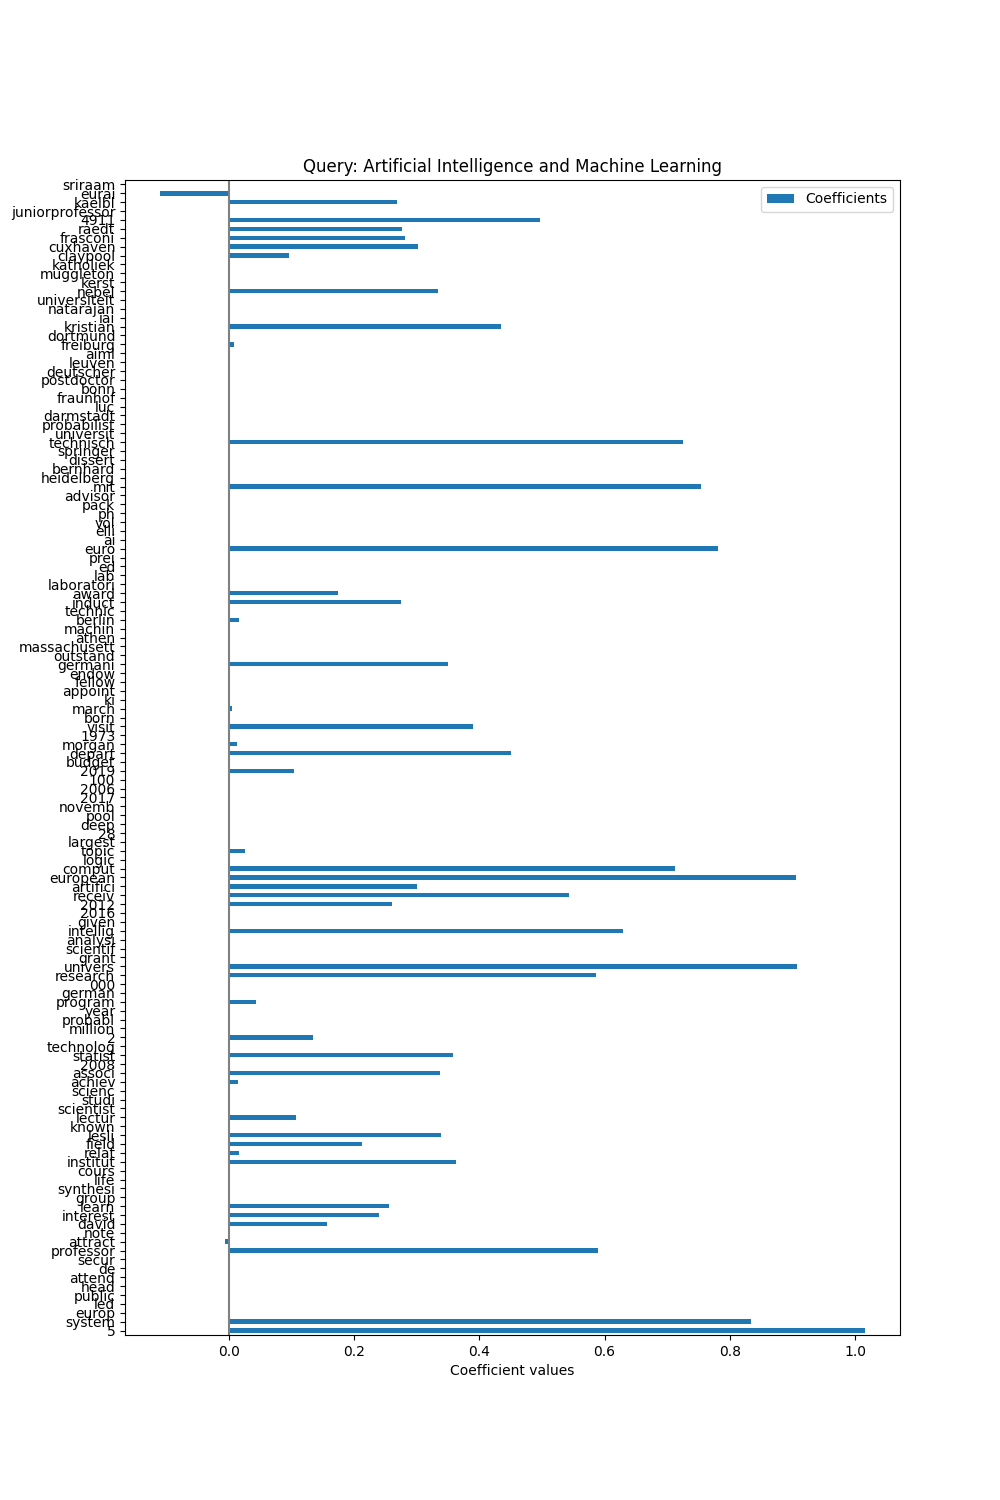 Query: Artificial Intelligence and Machine Learning
Coefficients
sriraam
eurai
kaelbl
juniorprofessor
4911
raedt
frasconi
cuxhaven
claypool
katholiek
muggleton
kerst
nebel
universiteit
natarajan
iai
kristian
dortmund
freiburg
aiml
leuven
deutscher
postdoctor
bonn
fraunhof
luc
darmstadt
probabilist
universit
technisch
springer
dissert
bernhard
heidelberg
mit
advisor
pack
ph
vol
elli
ai
euro
prei
ed
lab
laboratori
award
induct
technic
berlin
machin
athen
massachusett
outstand
germani
endow
fellow
appoint
ki
march
born
visit
1973
morgan
depart
budget
2019
100
2006
2017
novemb
pool
deep
28
largest
topic
logic
comput
european
artifici
receiv
2012
2016
given
intellig
analysi
scientif
grant
univers
research
000
german
program
year
probabl
million
2
technolog
statist
2008
associ
achiev
scienc
studi
scientist
lectur
known
lesli
field
relat
institut
cours
life
synthesi
group
learn
interest
david
note
attract
professor
secur
de
attend
head
public
led
europ
system
5
0.0 0.2 0.4 0.6 0.8 1.0
Coefficient values